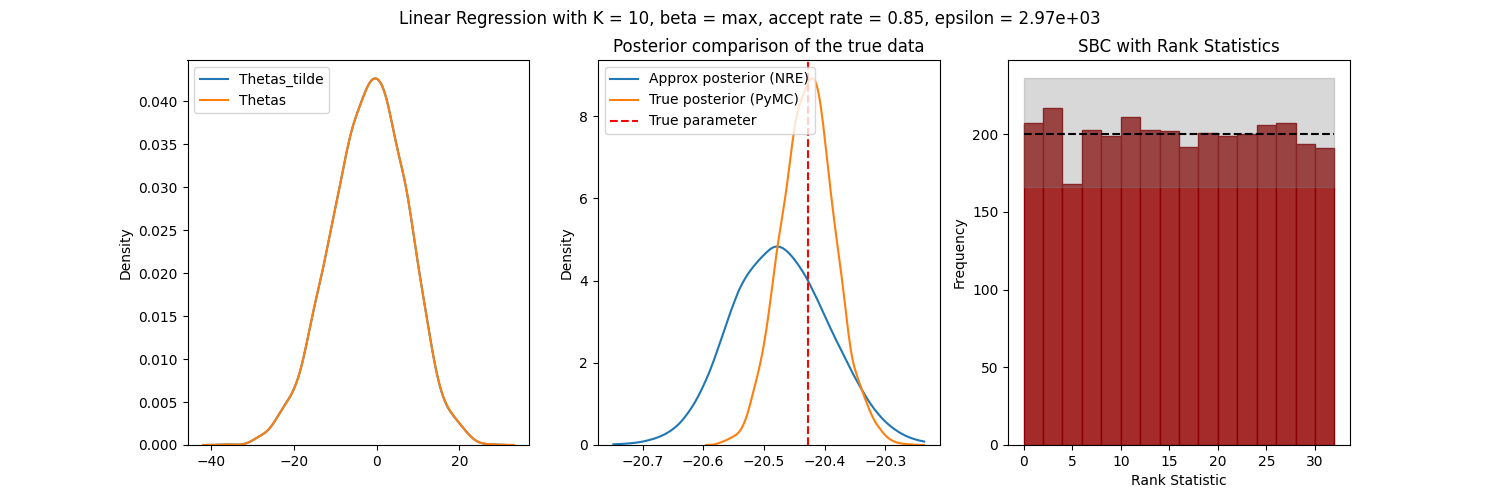 Linear Regression with K = 10, beta = max, accept rate = 0.85, epsilon = 2.97e+03
Thetas_tilde
Thetas
Density
0.040
0.035
0.030
0.025
0.020
0.015
0.010
0.005
0.000
−40
−20
0
20
Posterior comparison of the true data
Approx posterior (NRE)
True posterior (PyMC)
True parameter
Density
8
6
4
2
0
−20.7
−20.6
−20.5
−20.4
−20.3
SBC with Rank Statistics
Frequency
200
150
100
50
0
0
5
10
15
20
25
30
Rank Statistic